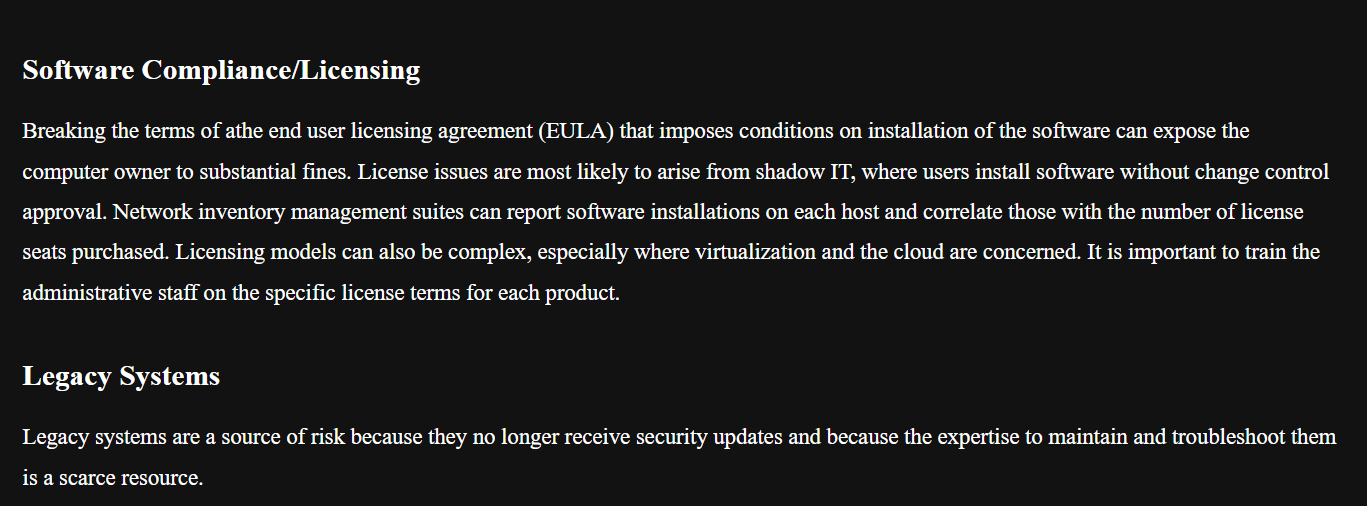 Software Compliance/Licensing
Breaking the terms of athe end user licensing agreement (EULA) that imposes conditions on installation of the software can expose the
computer owner to substantial fines. License issues are most likely to arise from shadow IT, where users install software without change control
approval. Network inventory management suites can report software installations on each host and correlate those with the number of license
seats purchased. Licensing models can also be complex, especially where virtualization and the cloud are concerned. It is important to train the
administrative staff on the specific license terms for each product.
Legacy Systems
Legacy systems are a source of risk because they no longer receive security updates and because the expertise to maintain and troubleshoot them
is a scarce resource.